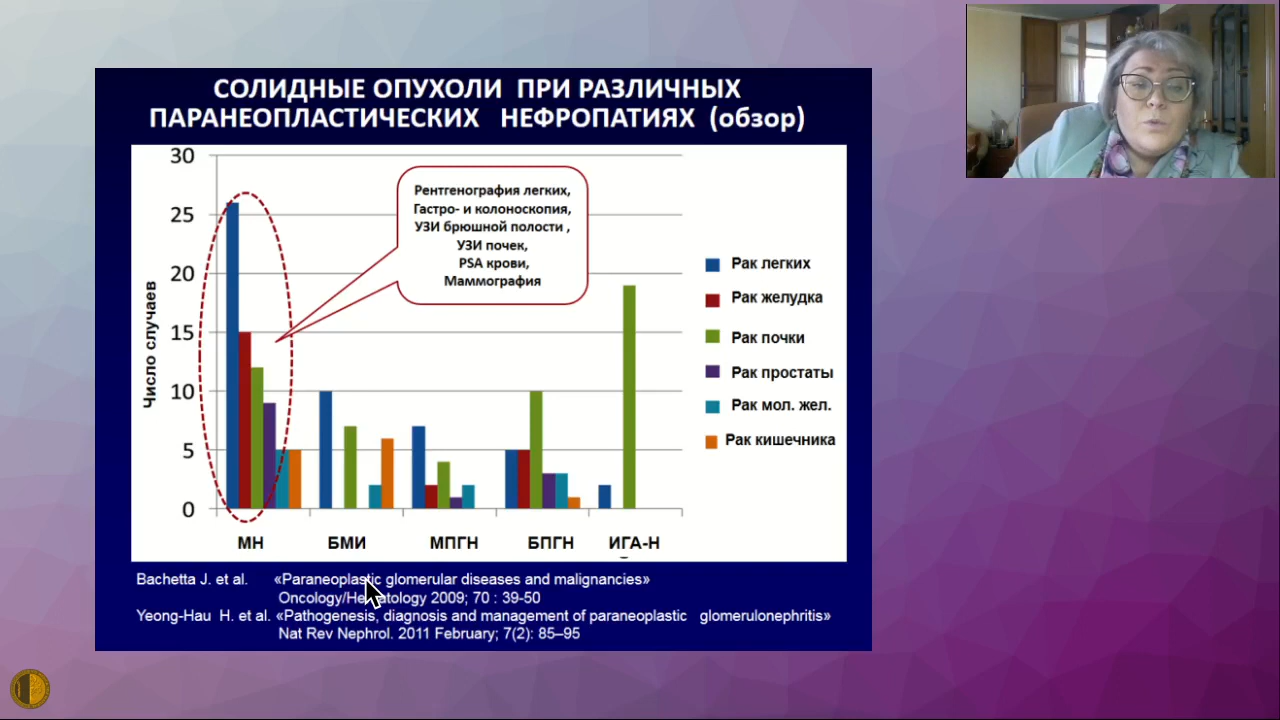 СОЛИДНЫЕ ОПУХОЛИ ПРИ РАЗЛИЧНЫХ
ПАРАНЕОПЛАСТИЧЕСКИХ НЕФРОПАТИЯХ (обзор)
Число случаев
30
25
20
15
10
5
0
Рентгенография легких,
Гастро- и колоноскопия,
УЗИ брюшной полости ,
УЗИ почек,
PSA крови,
Маммография
Рак легких
Рак желудка
Рак почки
Рак простаты
Рак мол. жел.
Рак кишечника
МН БМИ МПГН БПГН ИГА-Н
Bachetta J. et al. «Paraneoplastic glomerular diseases and malignancies»
Oncology/Hematology 2009; 70 : 39-50
Yeong-Hau H. et al. «Pathogenesis, diagnosis and management of paraneoplastic glomerulonephritis»
Nat Rev Nephrol. 2011 February; 7(2): 85–95